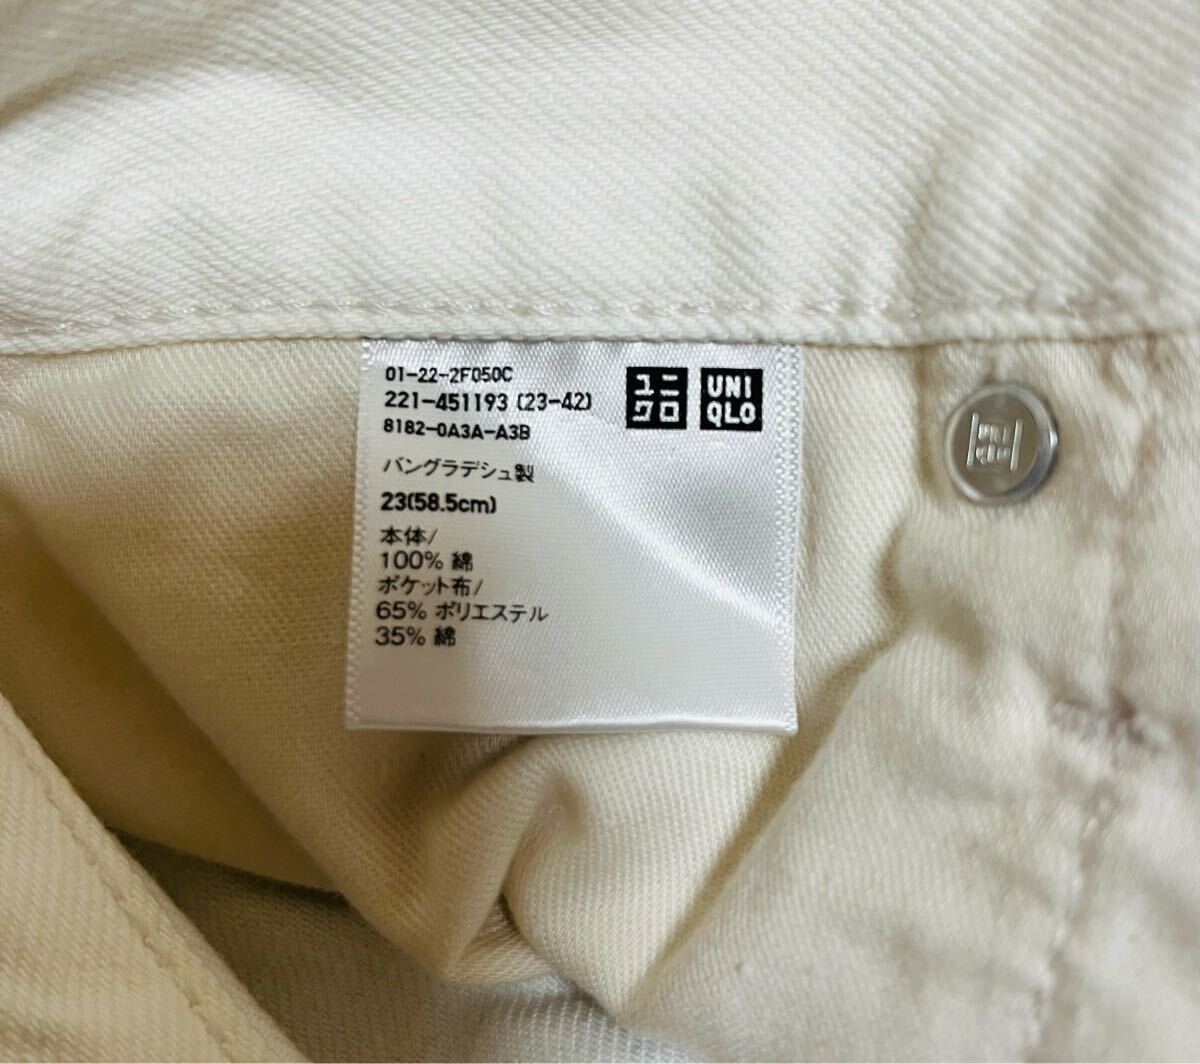 01-22-2F050C
221-451193 (23-42)
8182-0A3A-A3B
バングラデシュ製
23(58.5cm)
本体/
100% 綿
ポケット布/
65% ポリエステル
35% 綿
ユニ
クロ
UNI
QLO